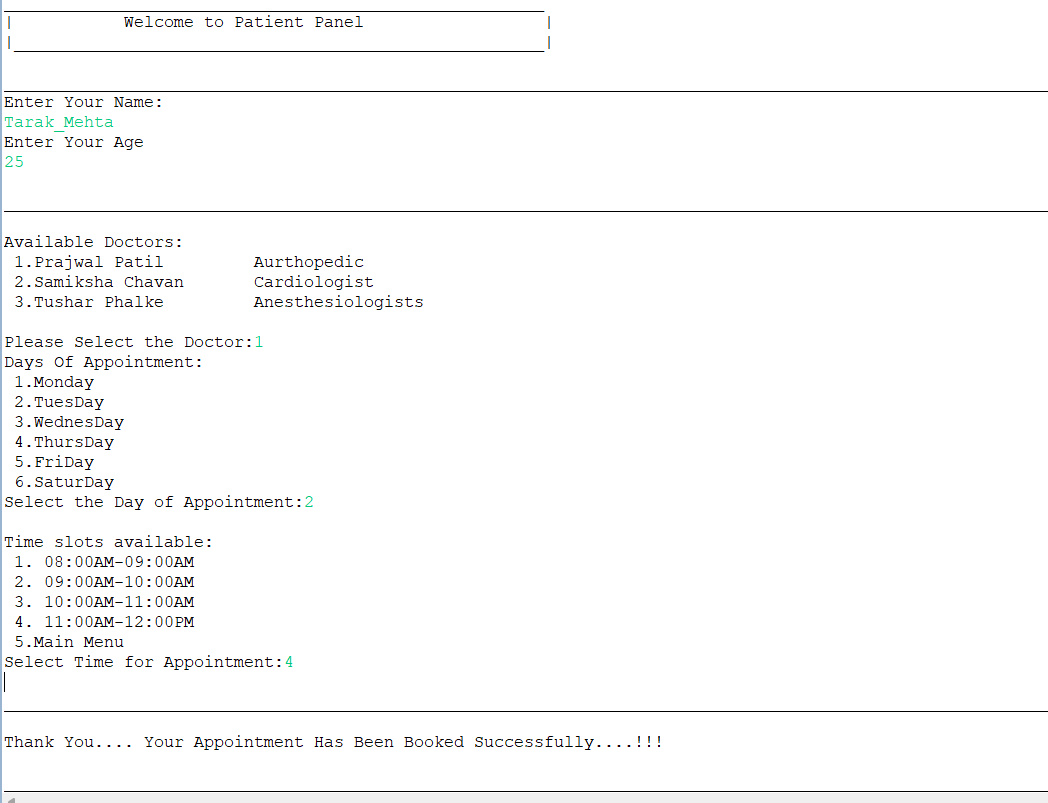 Welcome to Patient Panel
Enter Your Name:
Tarak_Mehta
Enter Your Age
25
Available Doctors:
1.Prajwal Patil Aurthopedic
2.Samiksha Chavan Cardiologist
3.Tushar Phalke Anesthesiologists
Please Select the Doctor:1
Days Of Appointment:
1.Monday
2.TuesDay
3.WednesDay
4.ThursDay
5.FriDay
6.SaturDay
Select the Day of Appointment:2
Time slots available:
1. 08:00AM-09:00AM
2. 09:00AM-10:00AM
3. 10:00AM-11:00AM
4. 11:00AM-12:00PM
5.Main Menu
Select Time for Appointment:4
Thank You.... Your Appointment Has Been Booked Successfully....!!!